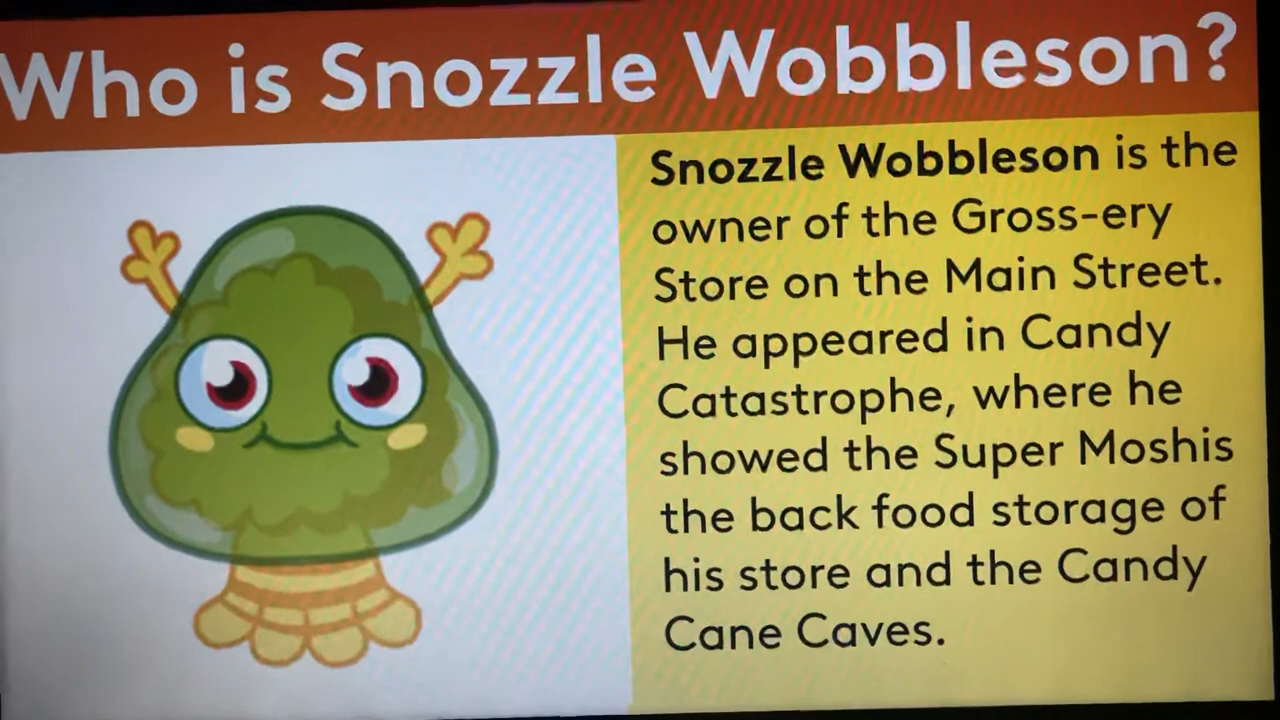 Who is Snozzle Wobbleson?
Snozzle Wobbleson is the
owner of the Gross-ery
Store on the Main Street.
He appeared in Candy
Catastrophe, where he
showed the Super Moshis
the back food storage of
his store and the Candy
Cane Caves.